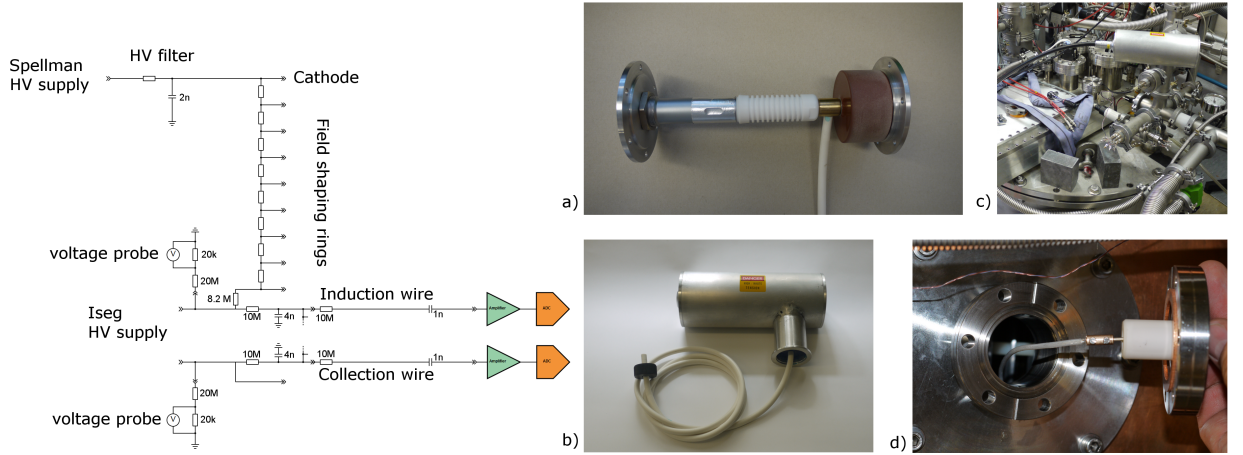 HV filter
Spellman
HV supply
Cathode
2n
Field shaping rings
voltage probe
V
20k
20M
8.2 M
Induction wire
Iseg
HV supply
10M
4n
10M
1n
Amplifier
ADC
10M
4n
10M
1n
Amplifier
ADC
Collection wire
20M
voltage probe
V
20k
a)
b)
c)
d)